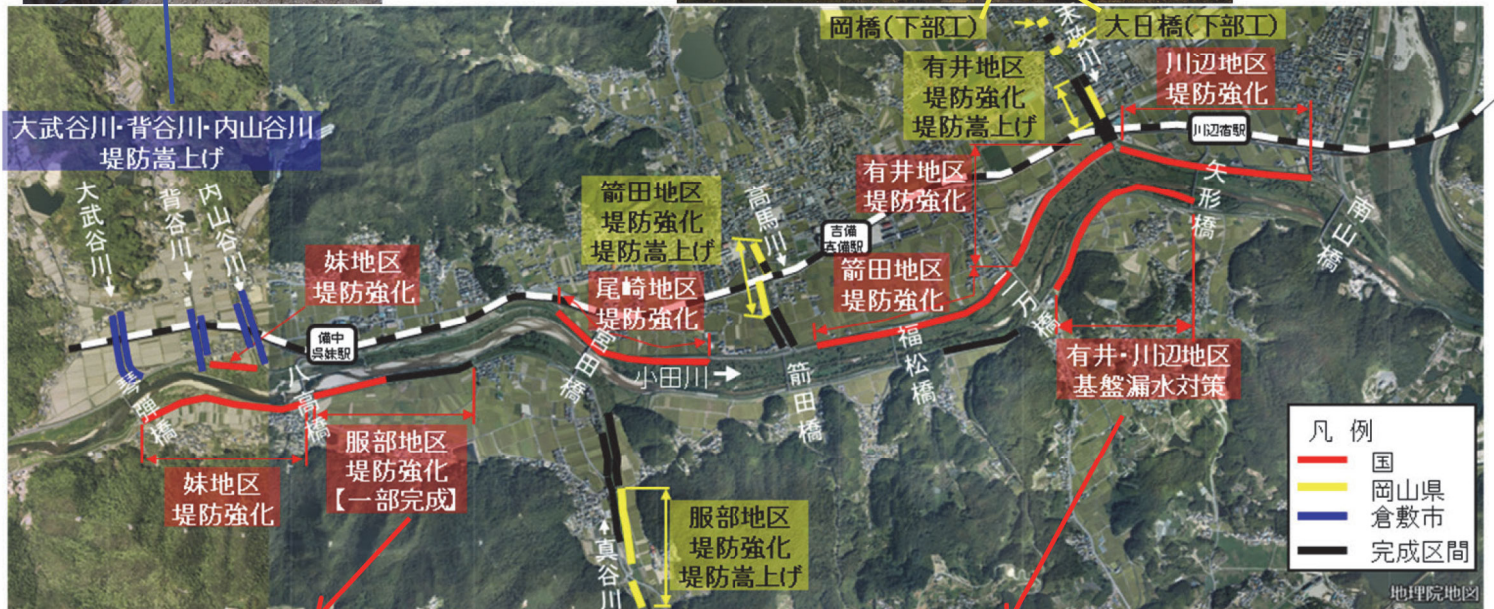 岡橋(下部工)
末政川
大日橋(下部工)
有井地区
堤防強化
堤防嵩上げ
川辺地区
堤防強化
川辺宿駅
大武谷川・背谷川・内山谷川
堤防嵩上げ
大武谷川
背谷川
内山谷川
箭田地区
堤防強化
堤防嵩上げ
高馬川
有井地区
堤防強化
矢形橋
南山橋
吉備
真備駅
妹地区
堤防強化
尾崎地区
堤防強化
箭田地区
堤防強化
二万橋
備中
呉妹駅
宮田橋
小田川→
箭田橋
福松橋
有井・川辺地区
基盤漏水対策
琴弾橋
八高橋
妹地区
堤防強化
服部地区
堤防強化
【一部完成】
真谷川
服部地区
堤防強化
堤防嵩上げ
凡 例
国
岡山県
倉敷市
完成区間
地理院地図